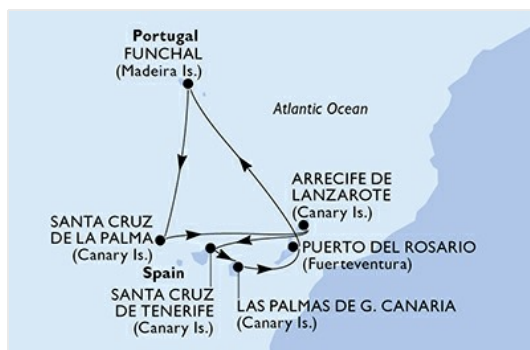 Portugal
FUNCHAL
(Madeira Is.)
Atlantic Ocean
ARRECIFE DE
LANZAROTE
(Canary Is.)
SANTA CRUZ
DE LA PALMA
(Canary Is.)
PUERTO DEL ROSARIO
(Fuerteventura)
Spain
SANTA CRUZ
DE TENERIFE
(Canary Is.)
LAS PALMAS DE G. CANARIA
(Canary Is.)